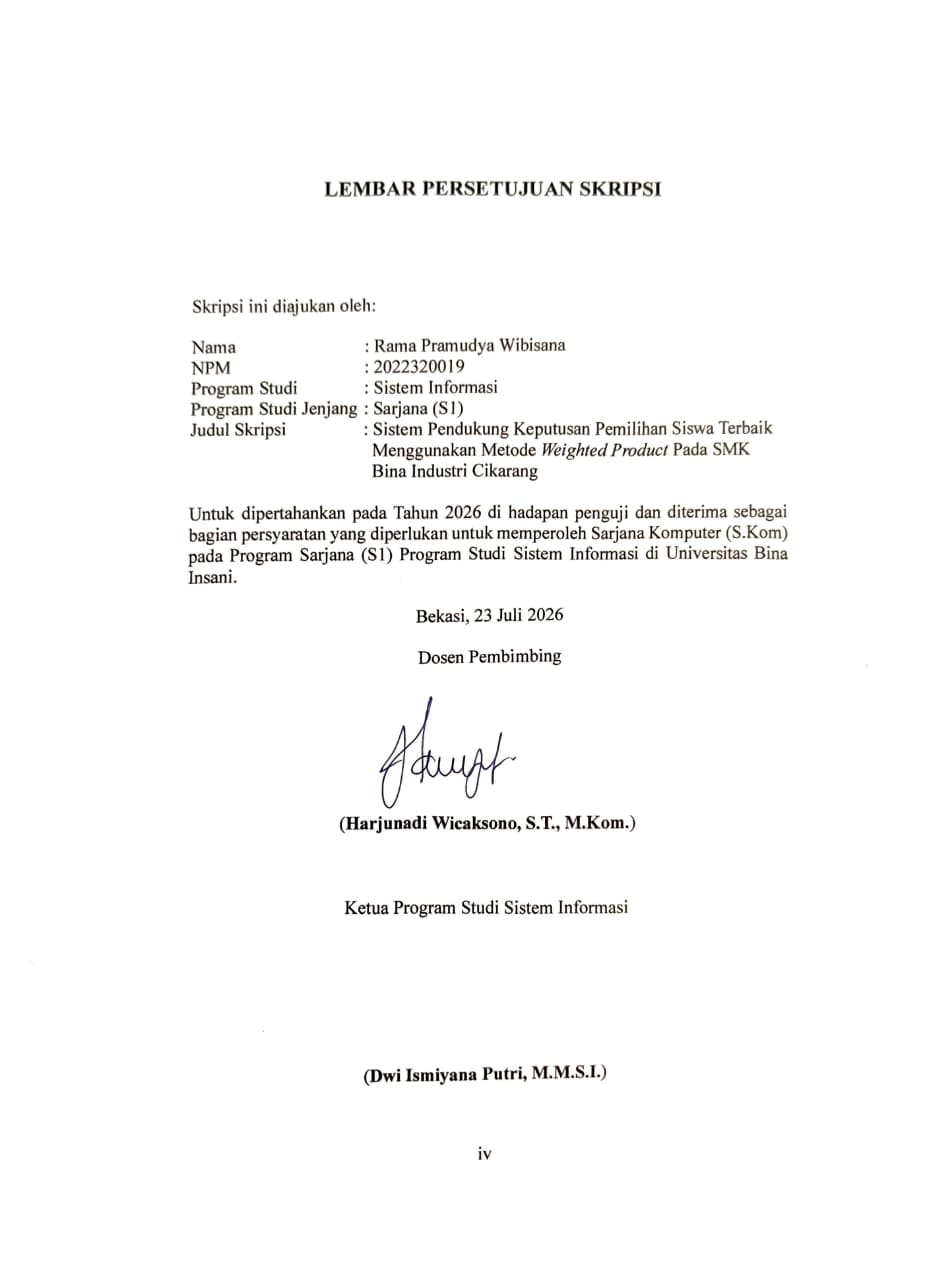 LEMBAR PERSETUJUAN SKRIPSI
Skripsi ini diajukan oleh:
Nama : Rama Pramudya Wibisana
NPM : 2022320019
Program Studi : Sistem Informasi
Program Studi Jenjang : Sarjana (S1)
Judul Skripsi : Sistem Pendukung Keputusan Pemilihan Siswa Terbaik
Menggunakan Metode Weighted Product Pada SMK
Bina Industri Cikarang
Untuk dipertahankan pada Tahun 2026 di hadapan penguji dan diterima sebagai
bagian persyaratan yang diperlukan untuk memperoleh Sarjana Komputer (S.Kom)
pada Program Sarjana (S1) Program Studi Sistem Informasi di Universitas Bina
Insani.
Bekasi, 23 Juli 2026
Dosen Pembimbing
(Harjunadi Wicaksono, S.T., M.Kom.)
Ketua Program Studi Sistem Informasi
(Dwi Ismiyana Putri, M.M.S.I.)
iv